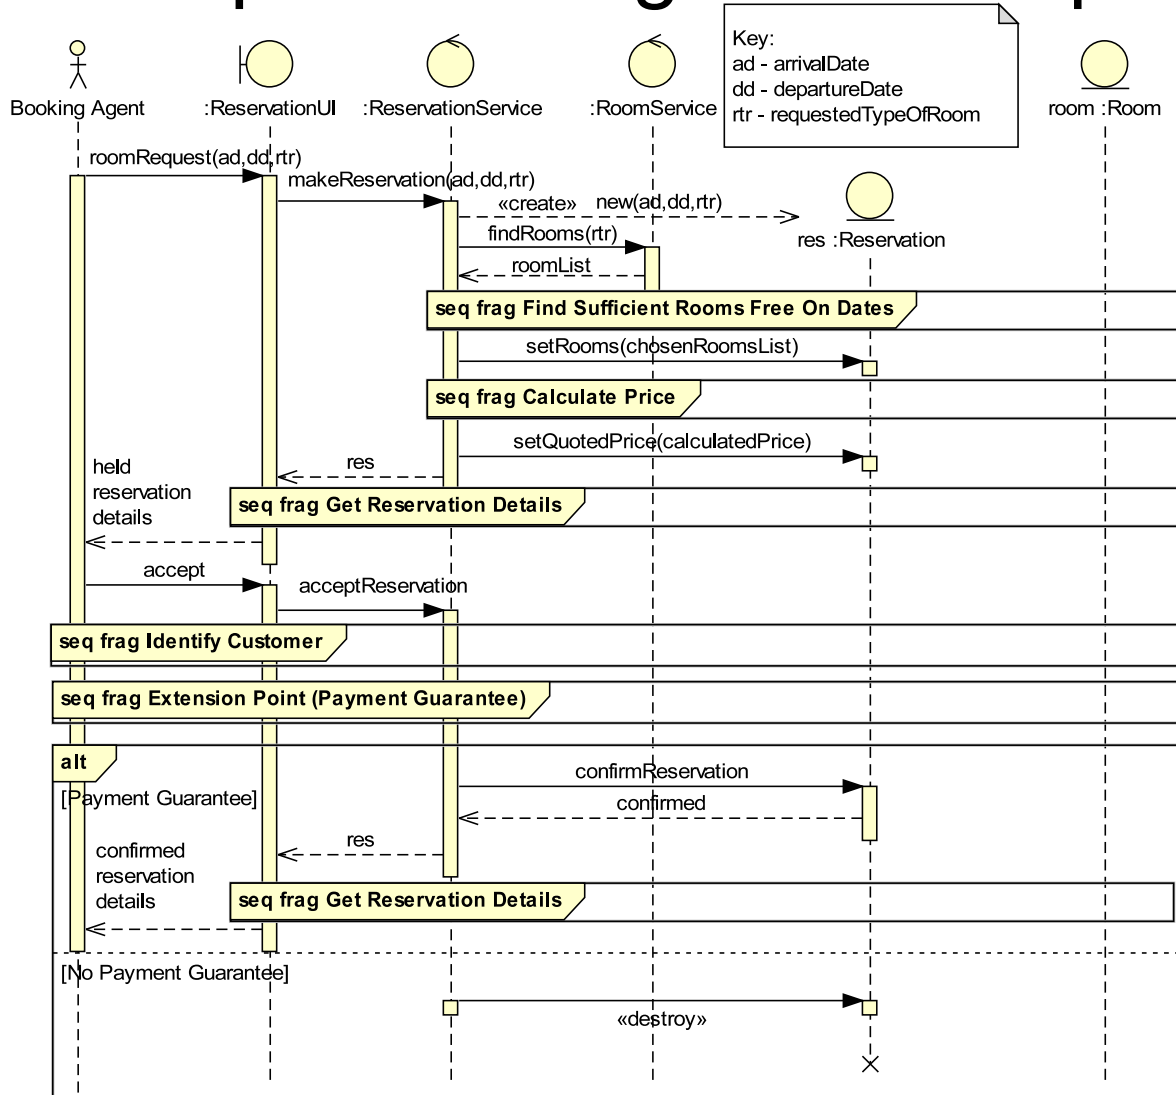 Key:
ad - arrivalDate
dd - departureDate
rtr - requestedTypeOfRoom
Booking Agent
:ReservationUI
:ReservationService
:RoomService
room :Room
roomRequest(ad,dd,rtr)
makeReservation(ad,dd,rtr)
«create»
new(ad,dd,rtr)
res :Reservation
findRooms(rtr)
roomList
seq frag Find Sufficient Rooms Free On Dates
setRooms(chosenRoomsList)
seq frag Calculate Price
setQuotedPrice(calculatedPrice)
res
held
reservation
details
seq frag Get Reservation Details
accept
acceptReservation
seq frag Identify Customer
seq frag Extension Point (Payment Guarantee)
alt
[Payment Guarantee]
confirmReservation
confirmed
res
confirmed
reservation
details
seq frag Get Reservation Details
[No Payment Guarantee]
«destroy»